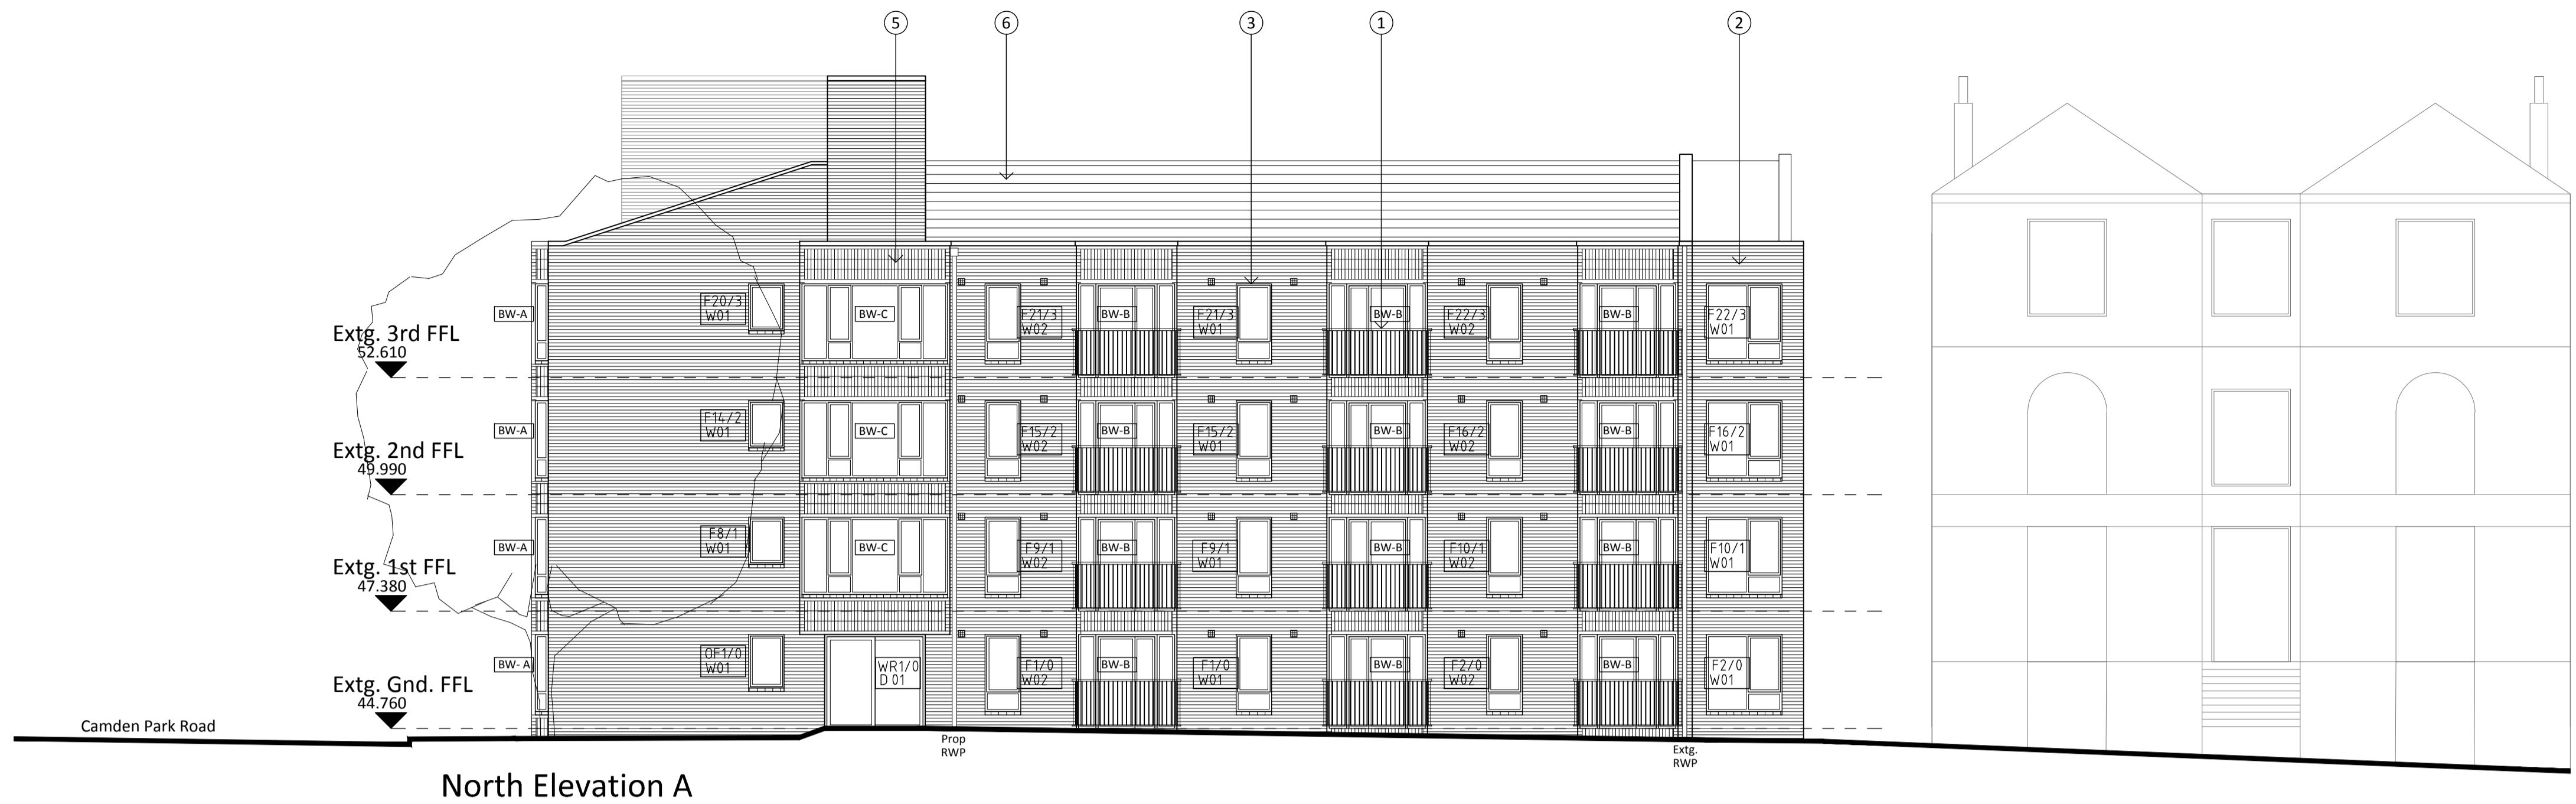 5 6 3 1 2
BW-A
F20/3
W01
BW-C
F21/3
W02
BW-B
F21/3
W01
BW-B
F22/3
W02
BW-B
F22/3
W01
Extg. 3rd FFL
52.610
BW-A
F14/2
W01
BW-C
F15/2
W02
BW-B
F15/2
W01
BW-B
F16/2
W02
BW-B
F16/2
W01
Extg. 2nd FFL
49.990
BW-A
F8/1
W01
BW-C
F9/1
W02
BW-B
F9/1
W01
BW-B
F10/1
W02
BW-B
F10/1
W01
Extg. 1st FFL
47.380
BW- A
OF1/0
W01
WR1/0
D 01
F1/0
W02
BW-B
F1/0
W01
BW-B
F2/0
W02
BW-B
F2/0
W01
Extg. Gnd. FFL
44.760
Camden Park Road
Prop
RWP
Extg.
RWP
North Elevation A